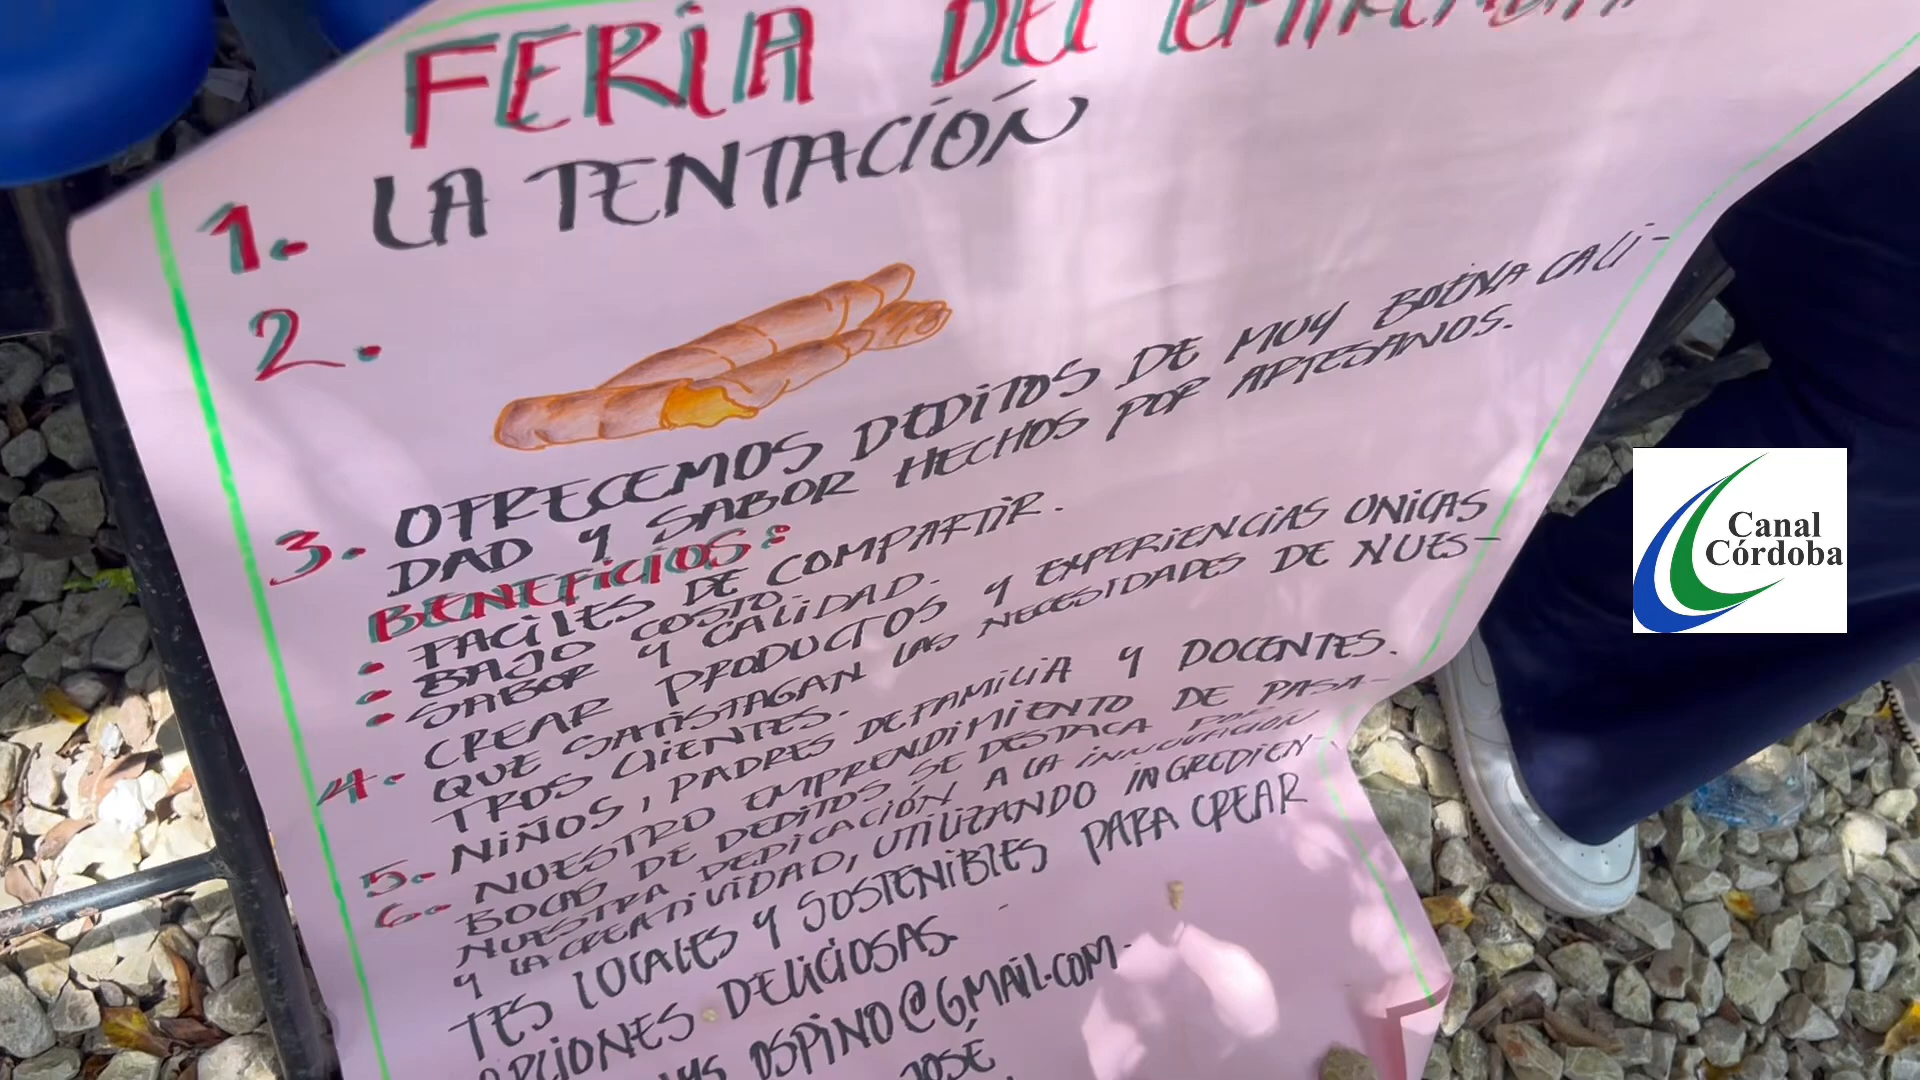 FERIA DEL
1. LA TENTACIÓN
2.
3. OFRECEMOS DEDITOS DE MUY BUENA CALI-
DAD Y SABOR HECHOS POR ARTESANOS.
BENEFICIOS:
• FACILES DE COMPARTIR.
• BAJO COSTO.
• SABOR Y CALIDAD.
4. CREAR PRODUCTOS Y EXPERIENCIAS UNICAS
QUE SATISFAGAN LAS NECESIDADES DE NUES-
TROS CLIENTES.
5. NIÑOS, PADRES DE FAMILIA Y DOCENTES.
6. NUESTRO EMPRENDIMIENTO DE PASA-
BOCAS DE DEDITOS SE DESTACA POR
NUESTRA DEDICACIÓN A LA INNOVACIÓN
Y LA CREATIVIDAD, UTILIZANDO INGREDIEN-
TES LOCALES Y SOSTENIBLES PARA CREAR
OPCIONES DELICIOSAS.
OSPINO@GMAIL.COM.
JOSÉ
Canal
Córdoba